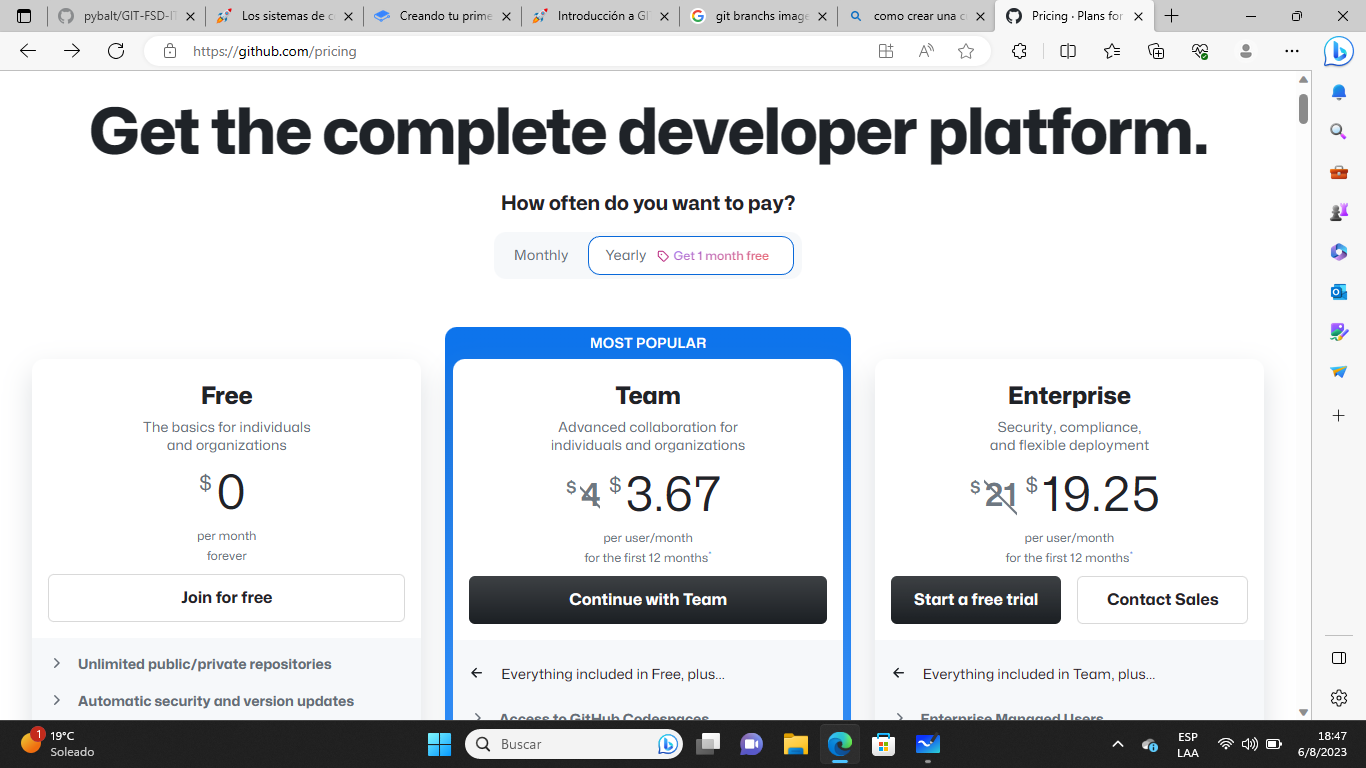 pybalt/GIT-FSD-IT
Los sistemas de c
Creando tu prime
Introducción a GIT
git branchs image
como crear una c
Pricing · Plans for
https://github.com/pricing
Get the complete developer platform.
How often do you want to pay?
Monthly
Yearly Get 1 month free
MOST POPULAR
Free
The basics for individuals
and organizations
$0
per month
forever
Join for free
Unlimited public/private repositories
Automatic security and version updates
Team
Advanced collaboration for
individuals and organizations
$4 $3.67
per user/month
for the first 12 months*
Continue with Team
Everything included in Free, plus...
Access to GitHub Codespaces
Enterprise
Security, compliance,
and flexible deployment
$21 $19.25
per user/month
for the first 12 months*
Start a free trial
Contact Sales
Everything included in Team, plus...
Enterprise Managed Users
1
19°C
Soleado
Buscar
ESP
LAA
18:47
6/8/2023